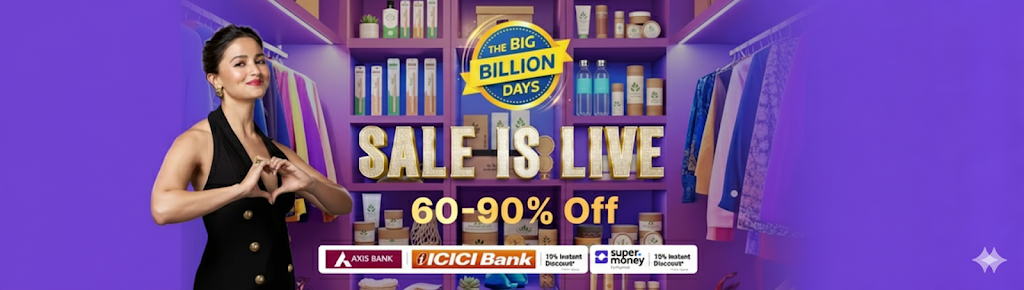 THE BIG
BILLION
DAYS
SALE IS LIVE
60-90% Off
AXIS BANK
ICICI Bank
10% Instant
Discount*
super.
money
10% Instant
Discount*